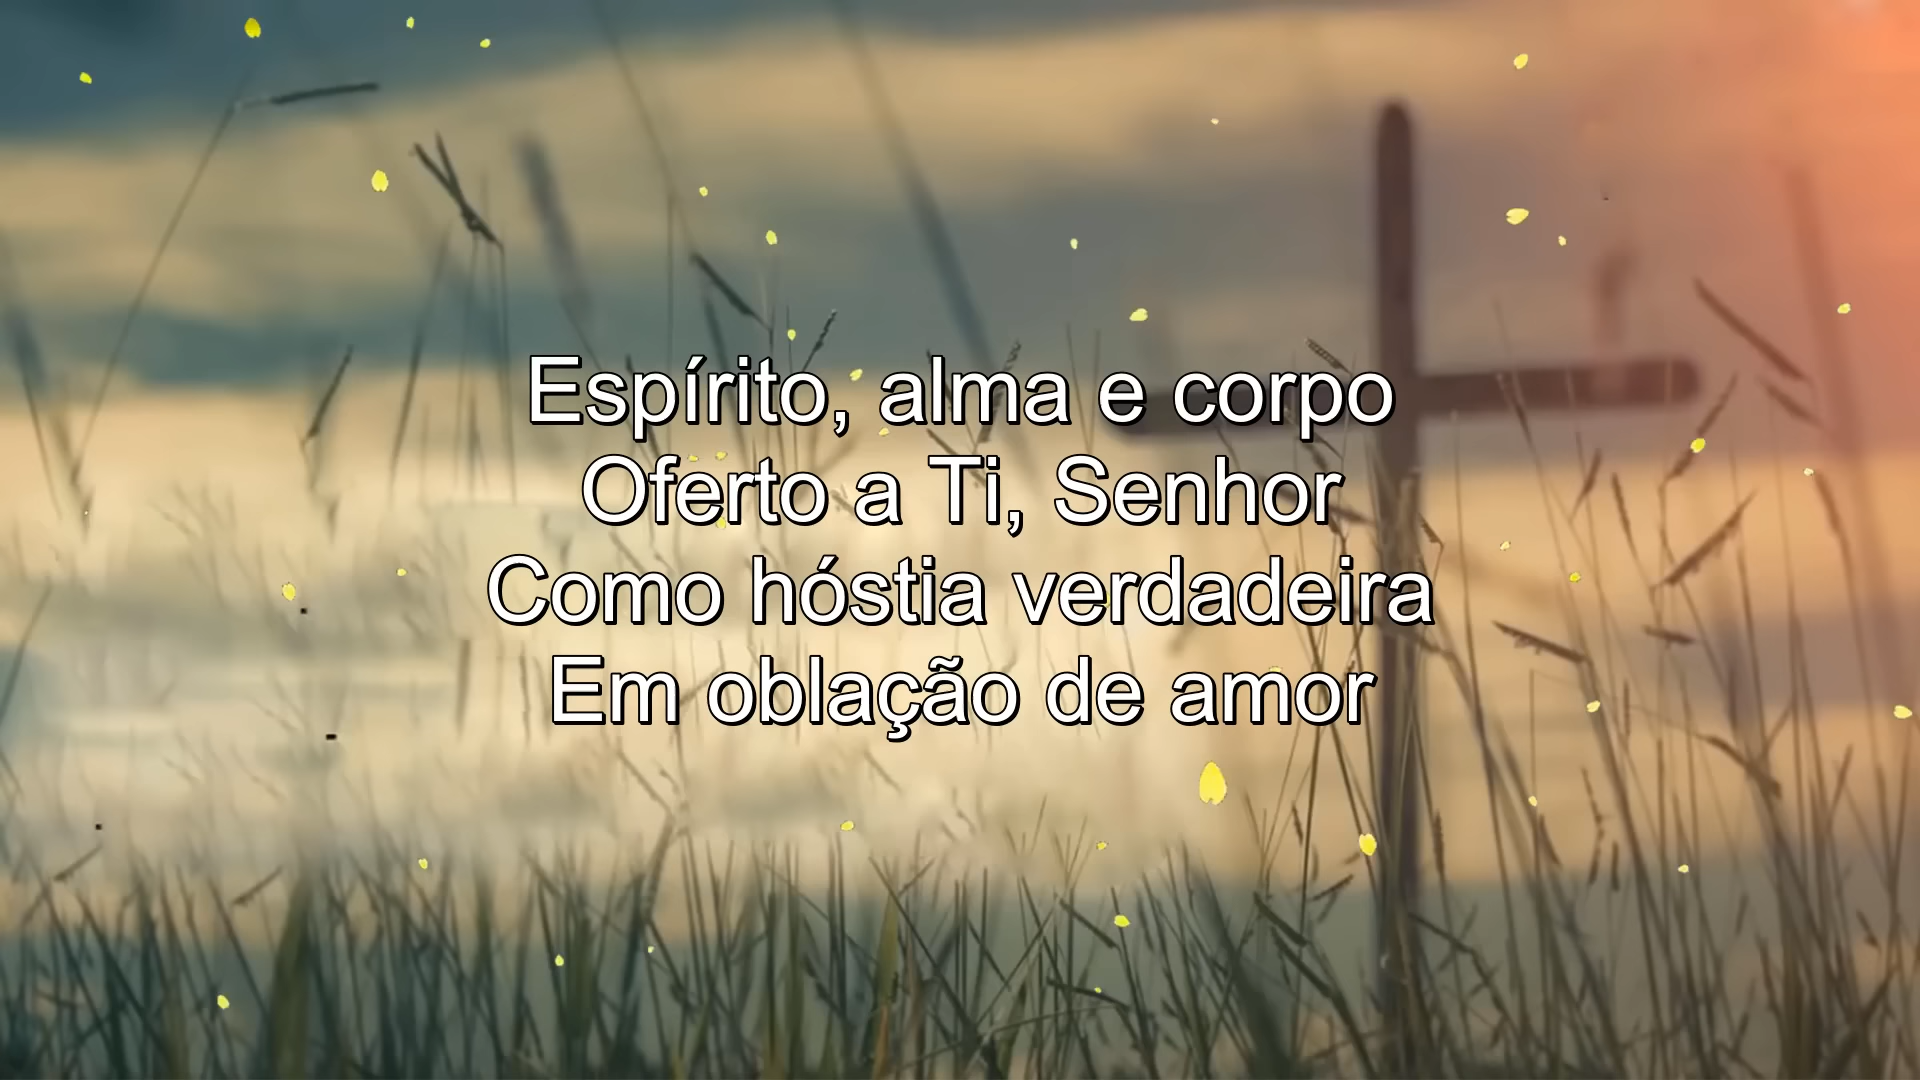 Espírito, alma e corpo
Oferto a Ti, Senhor
Como hóstia verdadeira
Em oblação de amor